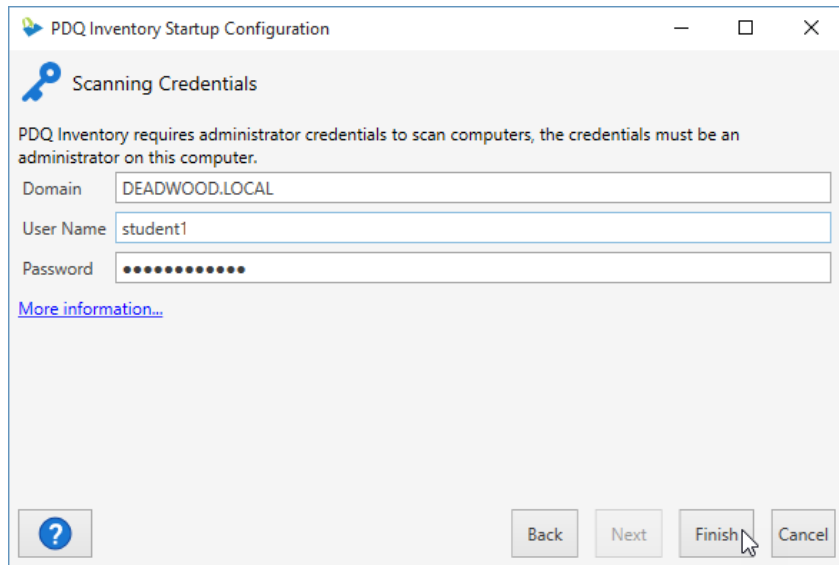 PDQ Inventory Startup Configuration
Scanning Credentials
PDQ Inventory requires administrator credentials to scan computers, the credentials must be an
administrator on this computer.
Domain DEADWOOD.LOCAL
User Name student1
Password ●●●●●●●●●●●●
More information...
? Back Next Finish Cancel